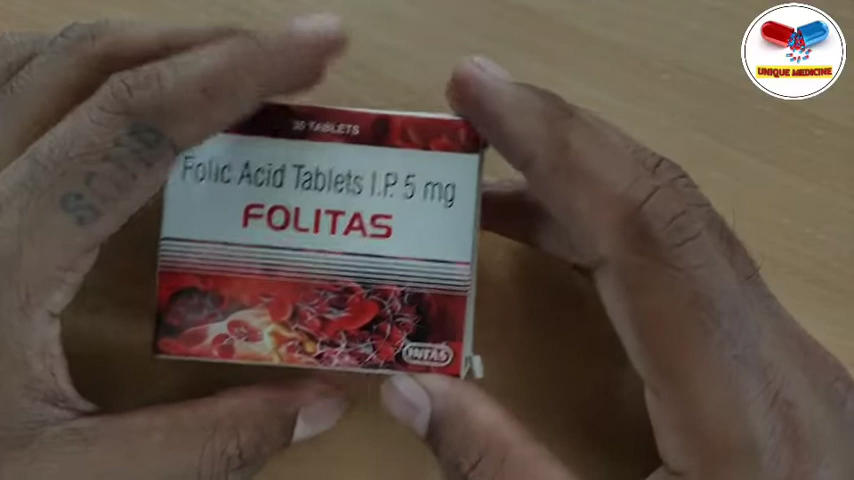 UNIQUE MEDICINE
30 TABLETS
Folic Acid Tablets I.P. 5 mg
FOLITAS
INTAS